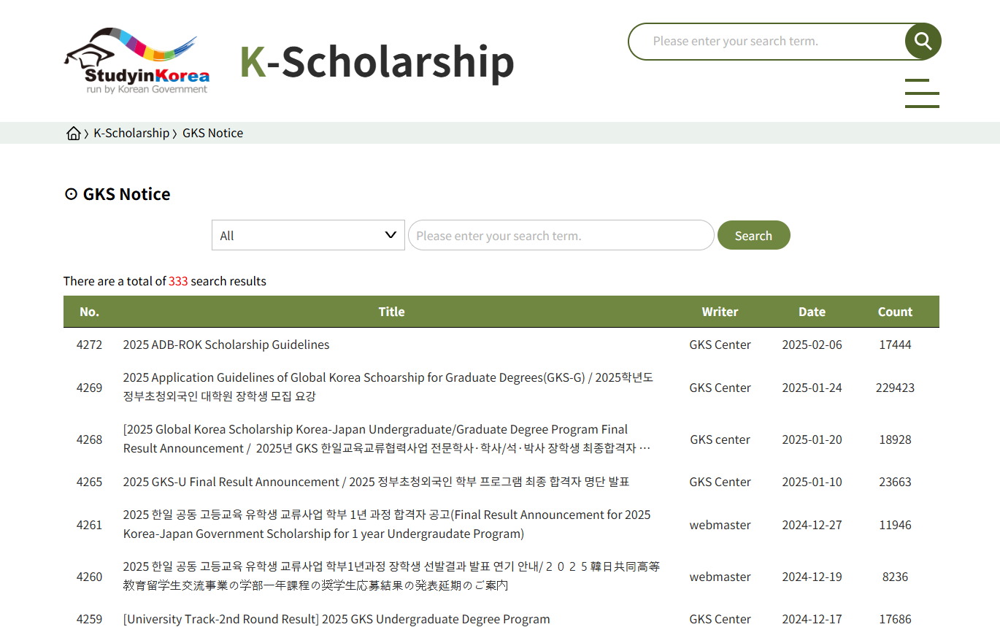 StudyinKorea
run by Korean Government
K-Scholarship
Please enter your search term.
K-Scholarship
GKS Notice
GKS Notice
All
Please enter your search term.
Search
There are a total of 333 search results
No. Title Writer Date Count
4272 2025 ADB-ROK Scholarship Guidelines GKS Center 2025-02-06 17444
2025 Application Guidelines of Global Korea Schoarship for Graduate Degrees(GKS-G) / 2025학년도
정부초청외국인 대학원 장학생 모집 요강
4269 GKS Center 2025-01-24 229423
[2025 Global Korea Scholarship Korea-Japan Undergraduate/Graduate Degree Program Final
Result Announcement / 2025년 GKS 한일교육교류협력사업 전문학사·학사/석·박사 장학생 최종합격자 …
4268 GKS center 2025-01-20 18928
4265 2025 GKS-U Final Result Announcement / 2025 정부초청외국인 학부 프로그램 최종 합격자 명단 발표 GKS Center 2025-01-10 23663
2025 한일 공동 고등교육 유학생 교류사업 학부 1년 과정 합격자 공고(Final Result Announcement for 2025
Korea-Japan Government Scholarship for 1 year Undergraudate Program)
4261 webmaster 2024-12-27 11946
2025 한일 공동 고등교육 유학생 교류사업 학부1년과정 장학생 선발결과 발표 연기 안내/２０２５韓日共同高等
教育留学生交流事業の学部一年課程の奨学生応募結果の発表延期のご案内
4260 webmaster 2024-12-19 8236
4259 [University Track-2nd Round Result] 2025 GKS Undergraduate Degree Program GKS Center 2024-12-17 17686